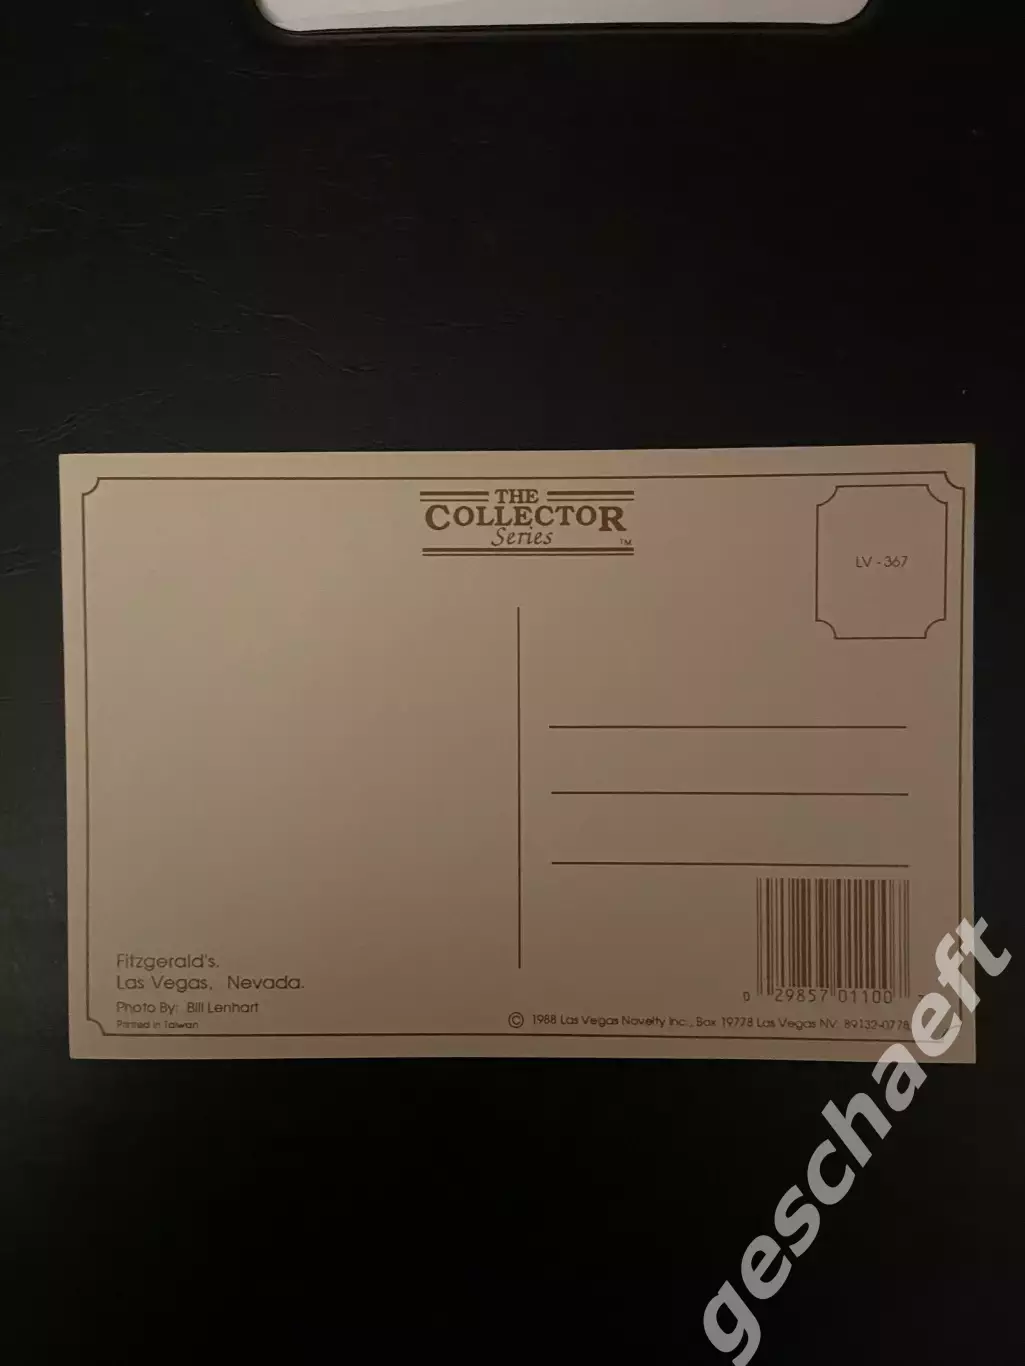 THE
COLLECTOR
Series ™
LV - 367
Fitzgerald's.
Las Vegas, Nevada.
Photo By: Bill Lenhart
Printed in Taiwan
0 29857 01100 7
© 1988 Las Vegas Novelty Inc., Box 19778 Las Vegas NV. 89132-0778
geschaeft